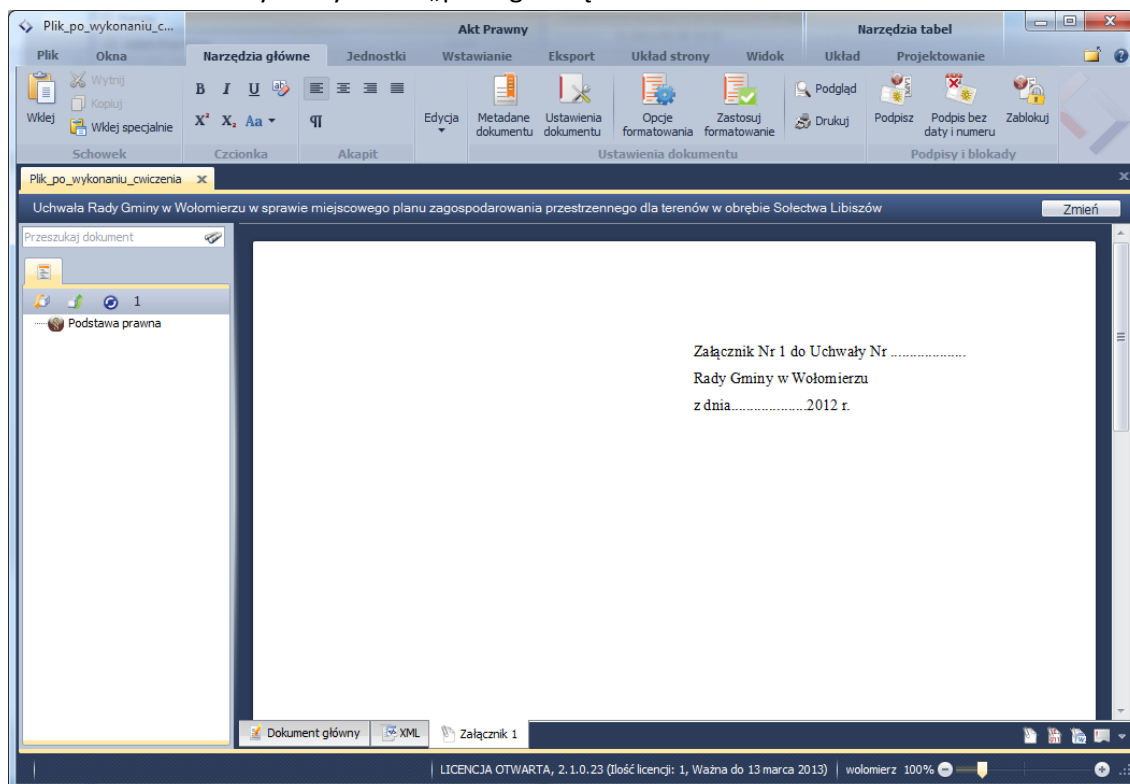 Plik_po_wykonaniu_c...
Akt Prawny
Narzędzia tabel
Plik Okna Narzędzia główne Jednostki Wstawianie Eksport Układ strony Widok Układ Projektowanie
Wklej
Wytnij
Kopiuj
Wklej specjalnie
Schowek
B I U ab
X² X₂ Aa
Czcionka
¶
Akapit
Edycja
Metadane dokumentu
Ustawienia dokumentu
Opcje formatowania
Zastosuj formatowanie
Podgląd
Drukuj
Ustawienia dokumentu
Podpisz
Podpis bez daty i numeru
Zablokuj
Podpisy i blokady
Plik_po_wykonaniu_cwiczenia
Uchwała Rady Gminy w Wołomierzu w sprawie miejscowego planu zagospodarowania przestrzennego dla terenów w obrębie Sołectwa Libiszów
Zmień
Przeszukaj dokument
1
Podstawa prawna
Załącznik Nr 1 do Uchwały Nr ....................
Rady Gminy w Wołomierzu
z dnia....................2012 r.
Dokument główny XML Załącznik 1
LICENCJA OTWARTA, 2.1.0.23 (Ilość licencji: 1, Ważna do 13 marca 2013) wolomierz 100%